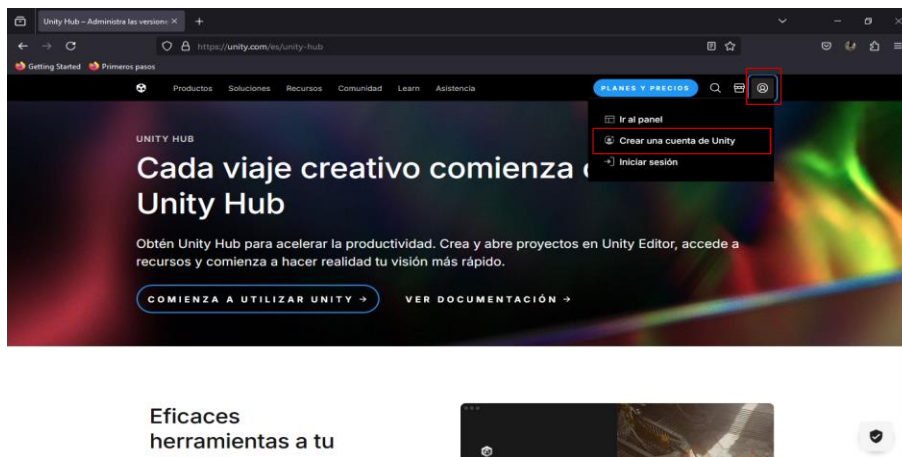 Unity Hub – Administra las versione
https://unity.com/es/unity-hub
Getting Started Primeros pasos
Productos Soluciones Recursos Comunidad Learn Asistencia PLANES Y PRECIOS
Ir al panel
Crear una cuenta de Unity
Iniciar sesión
UNITY HUB
Cada viaje creativo comienza
Unity Hub
Obtén Unity Hub para acelerar la productividad. Crea y abre proyectos en Unity Editor, accede a
recursos y comienza a hacer realidad tu visión más rápido.
COMIENZA A UTILIZAR UNITY → VER DOCUMENTACIÓN →
Eficaces
herramientas a tu